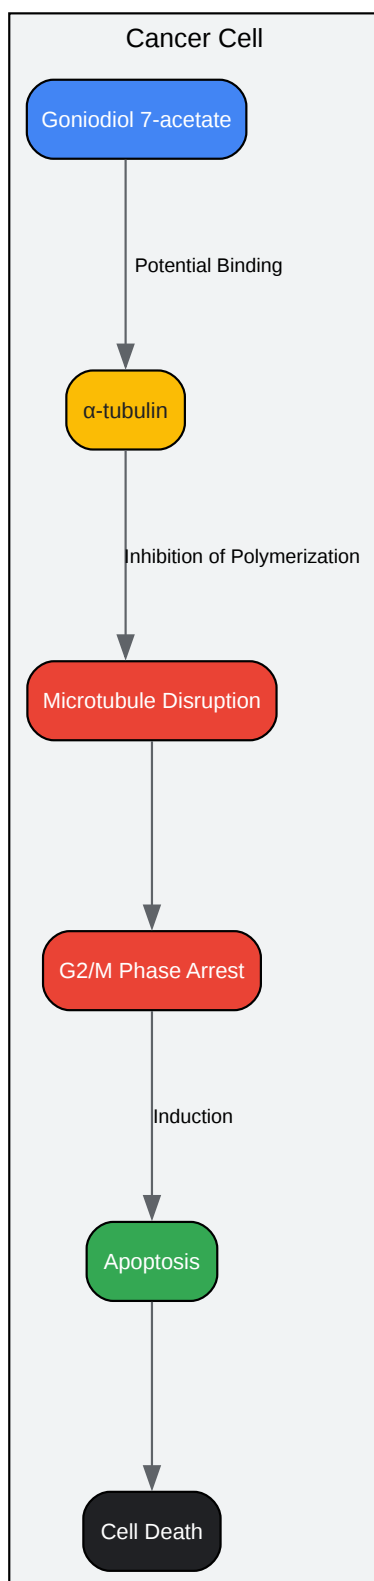 Cancer Cell
Goniodiol 7-acetate
Potential Binding
α-tubulin
Inhibition of Polymerization
Microtubule Disruption
G2/M Phase Arrest
Induction
Apoptosis
Cell Death